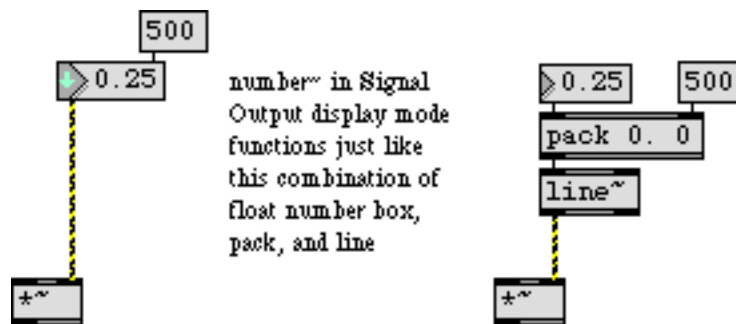 500
0.25
number~ in Signal
Output display mode
functions just like
this combination of
float number box,
pack, and line
*~
0.25
500
pack 0. 0
line~
*~